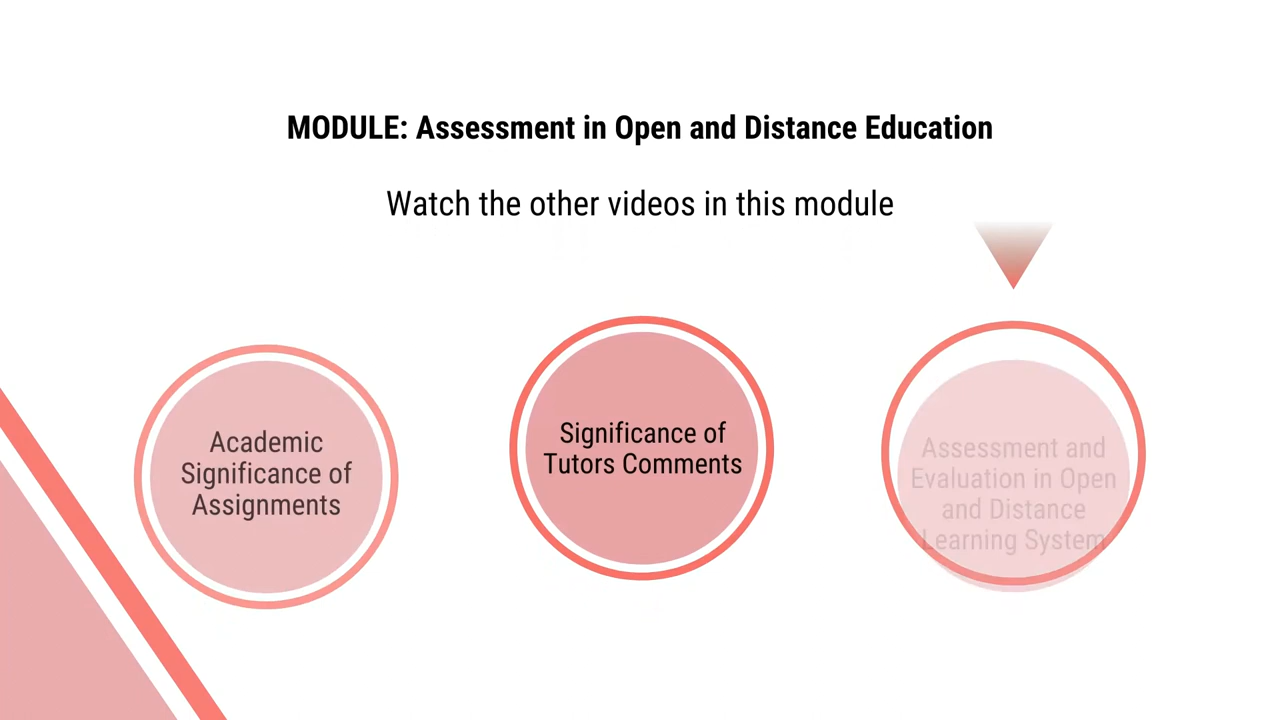 MODULE: Assessment in Open and Distance Education
Watch the other videos in this module
Academic
Significance of
Assignments
Significance of
Tutors Comments
Assessment and
Evaluation in Open
and Distance
Learning System